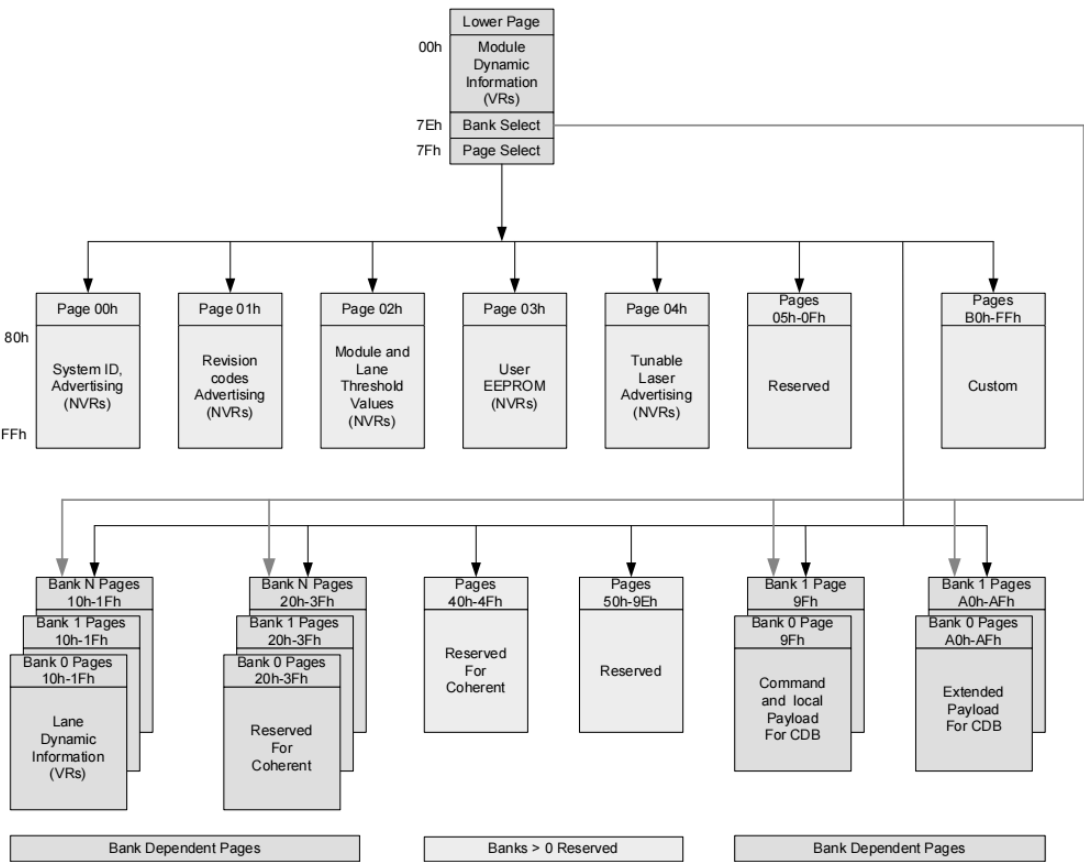 Lower Page
00h
Module
Dynamic
Information
(VRs)
7Eh
Bank Select
7Fh
Page Select
Page 00h
80h
System ID,
Advertising
(NVRs)
FFh
Page 01h
Revision
codes
Advertising
(NVRs)
Page 02h
Module and
Lane
Threshold
Values
(NVRs)
Page 03h
User
EEPROM
(NVRs)
Page 04h
Tunable
Laser
Advertising
(NVRs)
Pages
05h-0Fh
Reserved
Pages
B0h-FFh
Custom
Bank N Pages
10h-1Fh
Bank 1 Pages
10h-1Fh
Bank 0 Pages
10h-1Fh
Lane
Dynamic
Information
(VRs)
Bank N Pages
20h-3Fh
Bank 1 Pages
20h-3Fh
Bank 0 Pages
20h-3Fh
Reserved
For
Coherent
Pages
40h-4Fh
Reserved
For
Coherent
Pages
50h-9Eh
Reserved
Bank 1 Page
9Fh
Bank 0 Page
9Fh
Command
and local
Payload
For CDB
Bank 1 Pages
A0h-AFh
Bank 0 Pages
A0h-AFh
Extended
Payload
For CDB
Bank Dependent Pages
Banks > 0 Reserved
Bank Dependent Pages